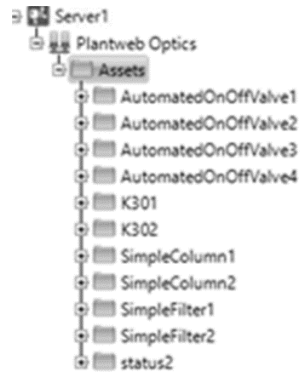 Server1
Plantweb Optics
Assets
AutomatedOnOffValve1
AutomatedOnOffValve2
AutomatedOnOffValve3
AutomatedOnOffValve4
K301
K302
SimpleColumn1
SimpleColumn2
SimpleFilter1
SimpleFilter2
status2